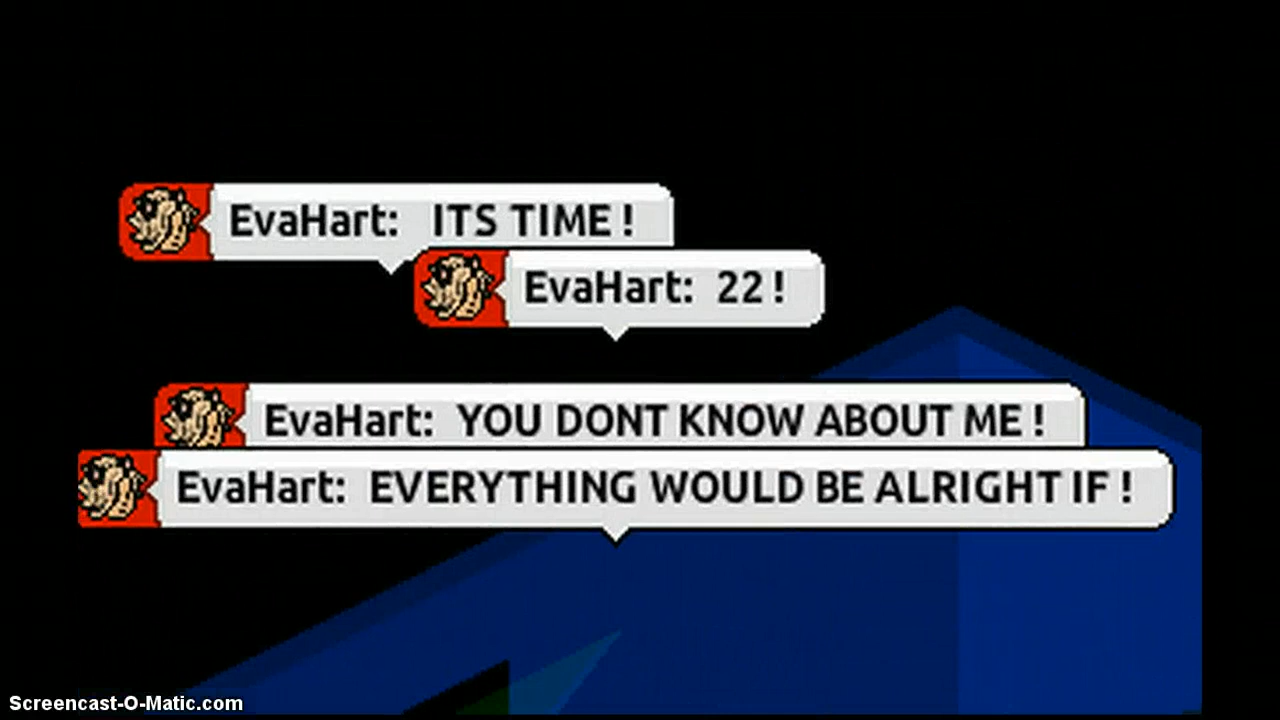 EvaHart: ITS TIME !
EvaHart: 22 !
EvaHart: YOU DONT KNOW ABOUT ME !
EvaHart: EVERYTHING WOULD BE ALRIGHT IF !
Screencast-O-Matic.com